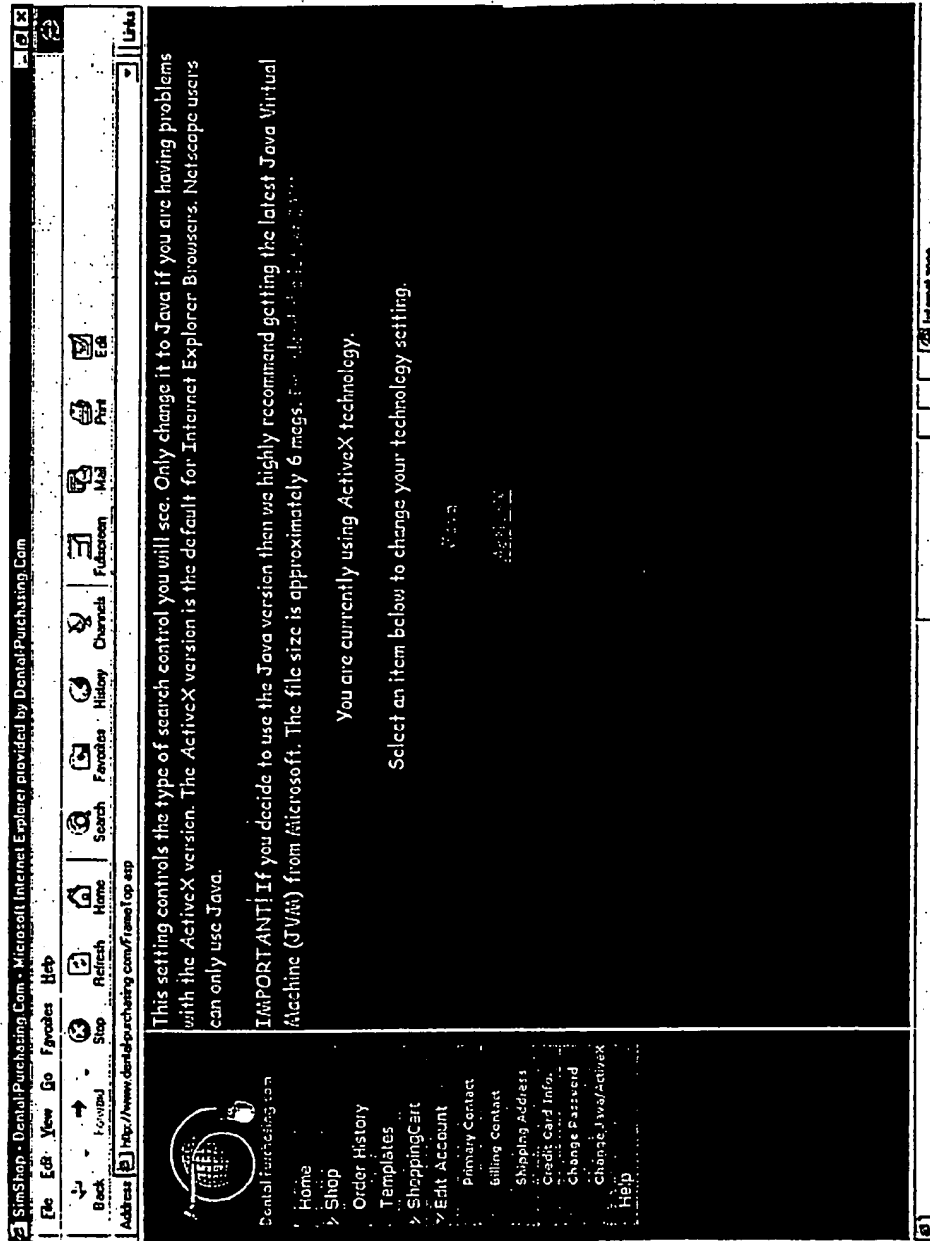 SimShop - Dental-Purchasing.Com - Microsoft Internet Explorer provided by Dental-Purchasing.Com
File Edit View Go Favorites Help
Back Forward Stop Refresh Home Search Favorites History Channels Fullscreen Mail Print Edit
Address http://www.dental-purchasing.com/FrameTop.asp Links
Dental Purchasing.com
Home
Shop
Order History
Templates
ShoppingCart
Edit Account
Primary Contact
Billing Contact
Shipping Address
Credit Card Info.
Change Password
Change Java/ActiveX
Help
This setting controls the type of search control you will see. Only change it to Java if you are having problems
with the ActiveX version. The ActiveX version is the default for Internet Explorer Browsers. Netscape users
can only use Java.
IMPORTANT! If you decide to use the Java version then we highly recommend getting the latest Java Virtual
Machine (JVM) from Microsoft. The file size is approximately 6 megs.
You are currently using ActiveX technology.
Select an item below to change your technology setting.
Java
ActiveX
Internet zone